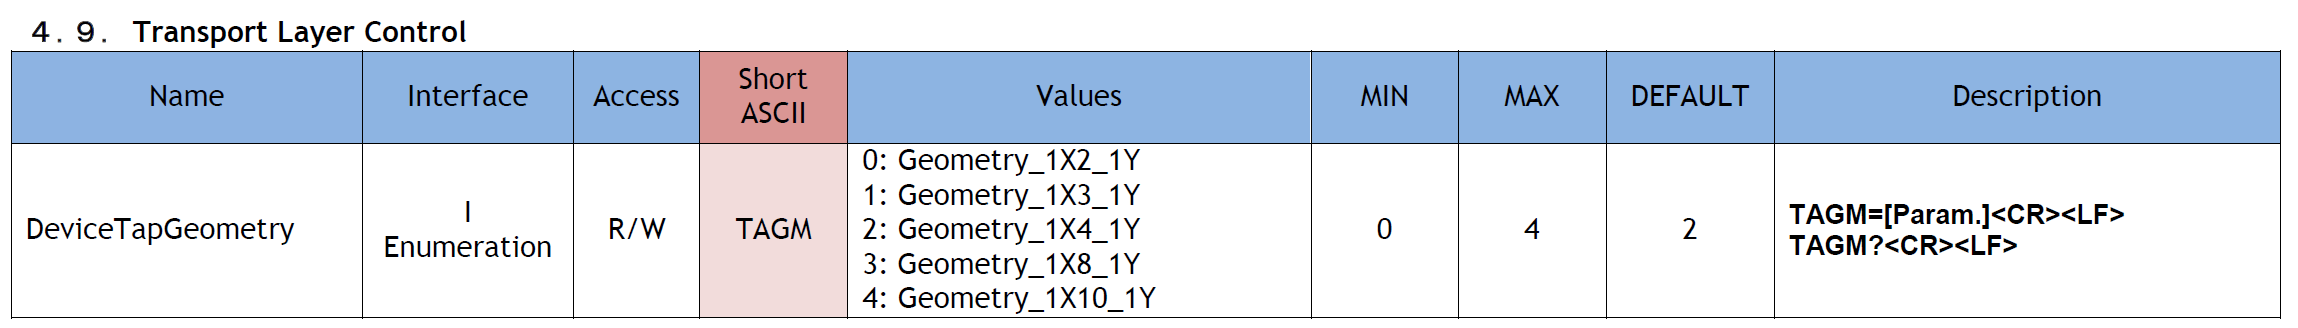 ４．９． Transport Layer Control
Name Interface Access Short ASCII Values MIN MAX DEFAULT Description
DeviceTapGeometry
I
Enumeration
R/W
TAGM
0: Geometry_1X2_1Y
1: Geometry_1X3_1Y
2: Geometry_1X4_1Y
3: Geometry_1X8_1Y
4: Geometry_1X10_1Y
0
4
2
TAGM=[Param.]<CR><LF>
TAGM?<CR><LF>